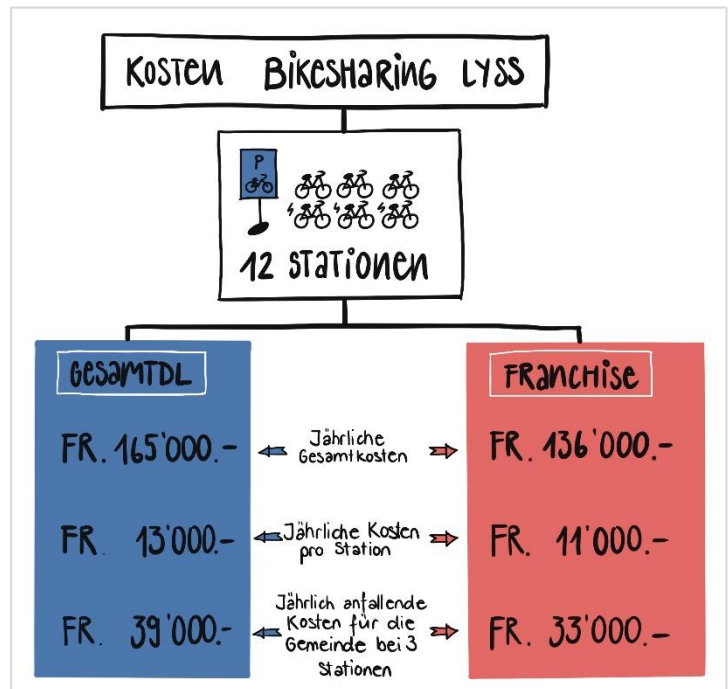 KOSTEN BIKESHARING LYSS
P
12 STATIONEN
GESAMTDL
FRANCHISE
FR. 165'000.-
Jährliche
Gesamtkosten
FR. 136'000.-
FR. 13'000.-
Jährliche Kosten
pro Station
FR. 11'000.-
FR. 39'000.-
Jährlich anfallende
Kosten für die
Gemeinde bei 3
Stationen
FR. 33'000.-